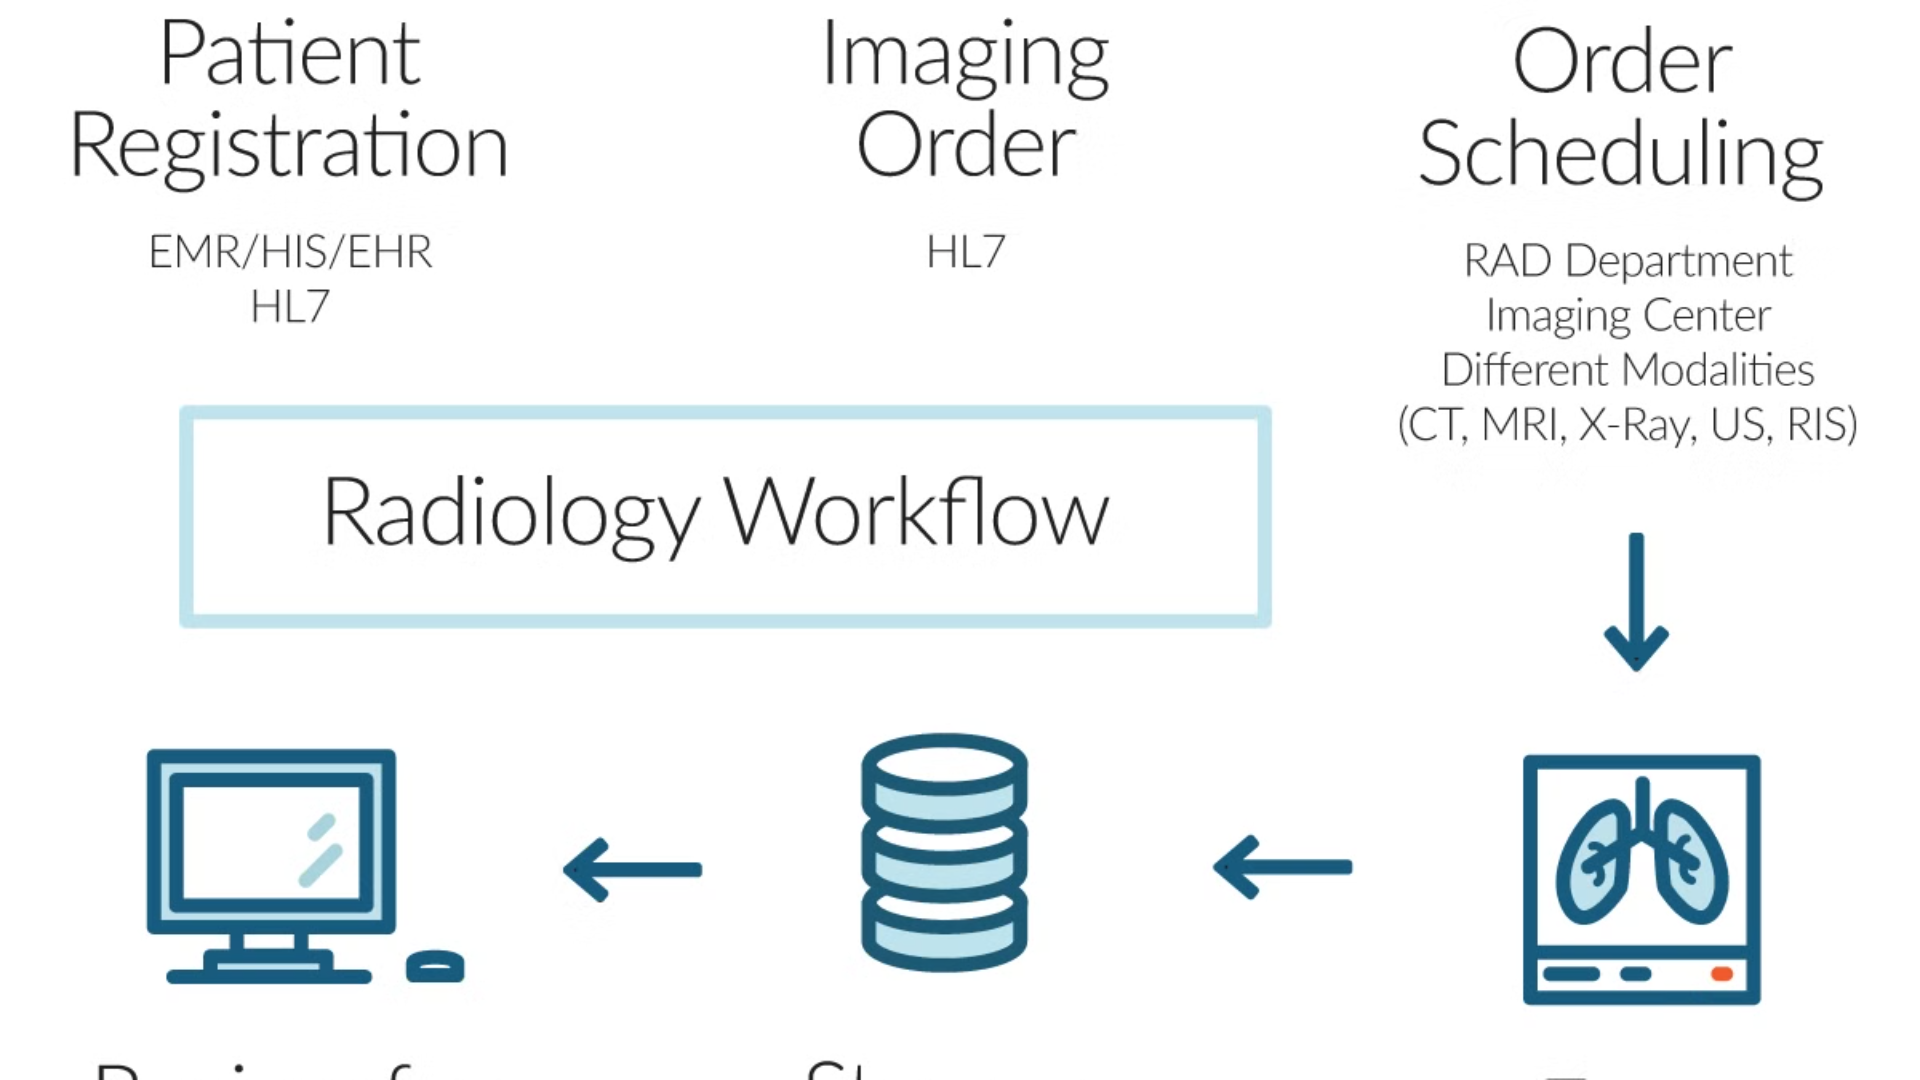 Patient
Registration
EMR/HIS/EHR
HL7
Imaging
Order
HL7
Order
Scheduling
RAD Department
Imaging Center
Different Modalities
(CT, MRI, X-Ray, US, RIS)
Radiology Workflow